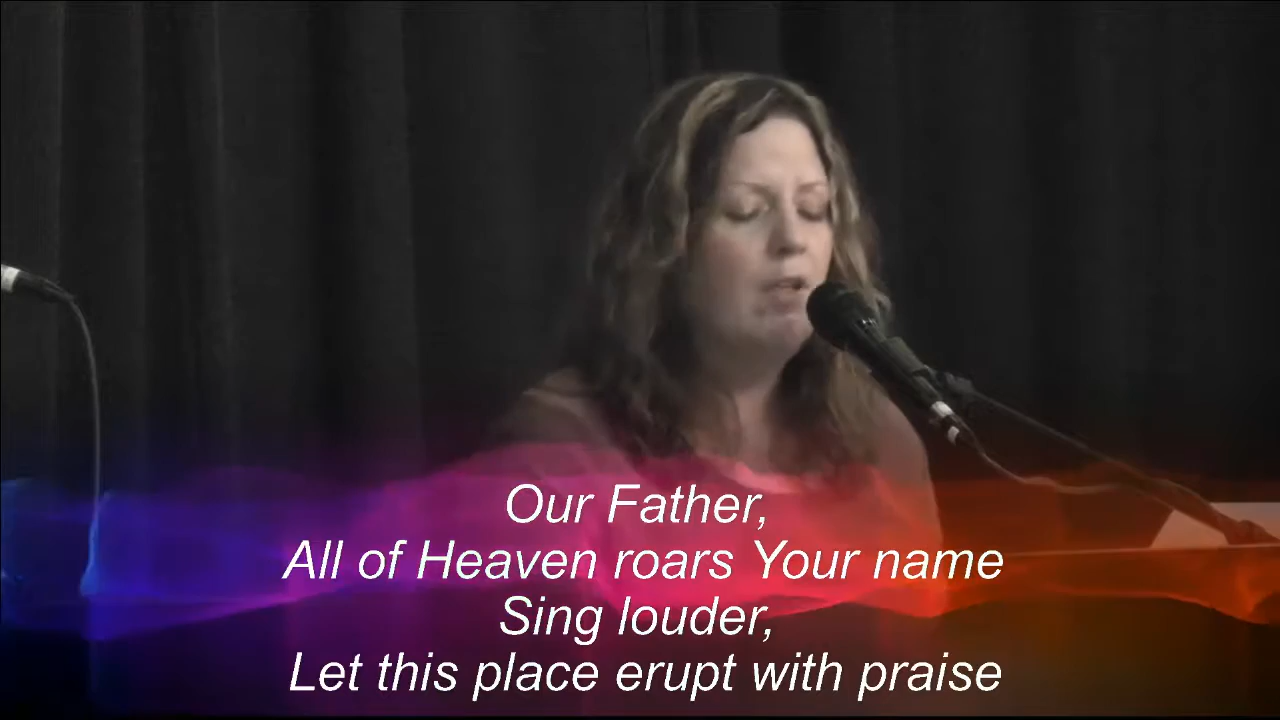 Our Father,
All of Heaven roars Your name
Sing louder,
Let this place erupt with praise